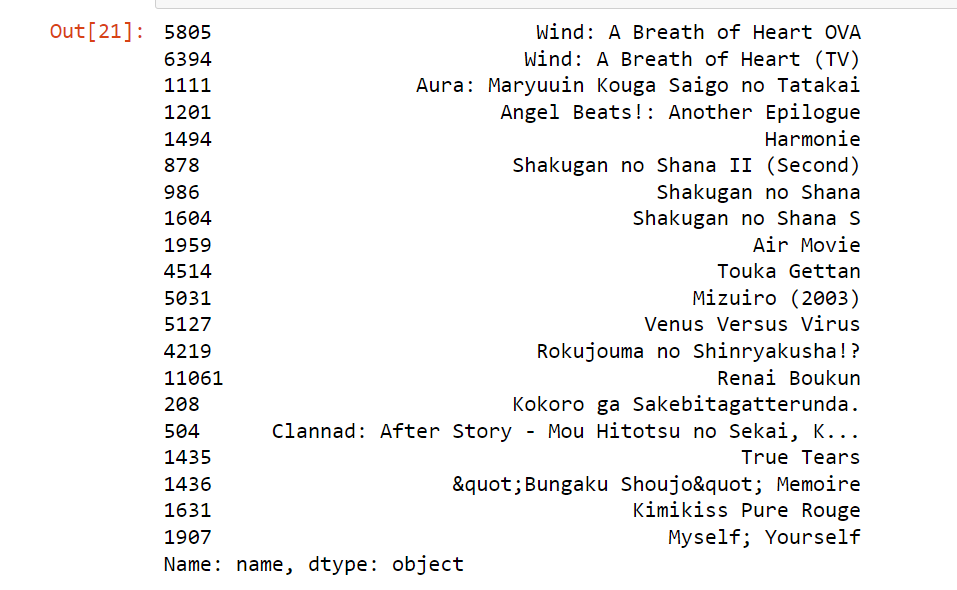 Out[21]: 5805 Wind: A Breath of Heart OVA
6394 Wind: A Breath of Heart (TV)
1111 Aura: Maryuuin Kouga Saigo no Tatakai
1201 Angel Beats!: Another Epilogue
1494 Harmonie
878 Shakugan no Shana II (Second)
986 Shakugan no Shana
1604 Shakugan no Shana S
1959 Air Movie
4514 Touka Gettan
5031 Mizuiro (2003)
5127 Venus Versus Virus
4219 Rokujouma no Shinryakusha!?
11061 Renai Boukun
208 Kokoro ga Sakebitagatterunda.
504 Clannad: After Story - Mou Hitotsu no Sekai, K...
1435 True Tears
1436 &quot;Bungaku Shoujo&quot; Memoire
1631 Kimikiss Pure Rouge
1907 Myself; Yourself
Name: name, dtype: object